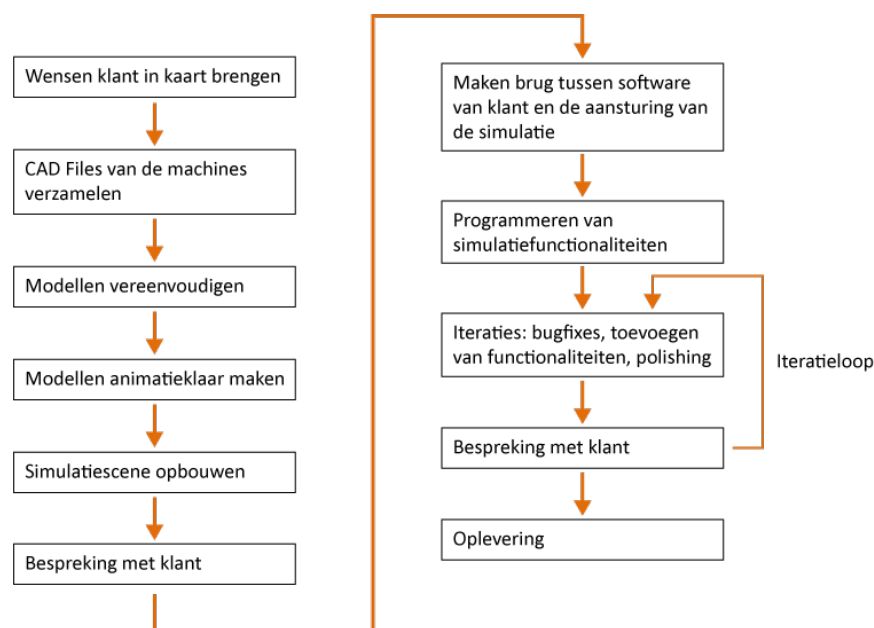 Wensen klant in kaart brengen
CAD Files van de machines
verzamelen
Modellen vereenvoudigen
Modellen animatieklaar maken
Simulatiescene opbouwen
Bespreking met klant
Maken brug tussen software
van klant en de aansturing van
de simulatie
Programmeren van
simulatiefunctionaliteiten
Iteraties: bugfixes, toevoegen
van functionaliteiten, polishing
Iteratieloop
Bespreking met klant
Oplevering